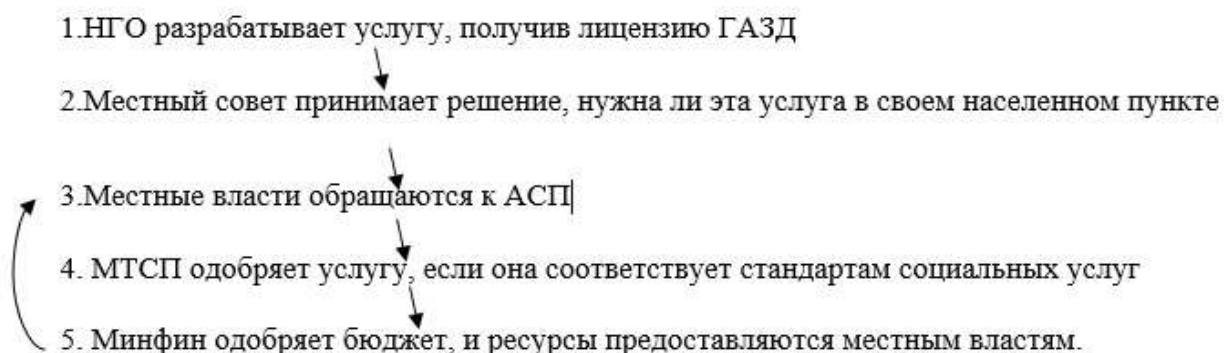 1.НГО разрабатывает услугу, получив лицензию ГАЗД
2.Местный совет принимает решение, нужна ли эта услуга в своем населенном пункте
3.Местные власти обращаются к АСП
4. МТСП одобряет услугу, если она соответствует стандартам социальных услуг
5. Минфин одобряет бюджет, и ресурсы предоставляются местным властям.